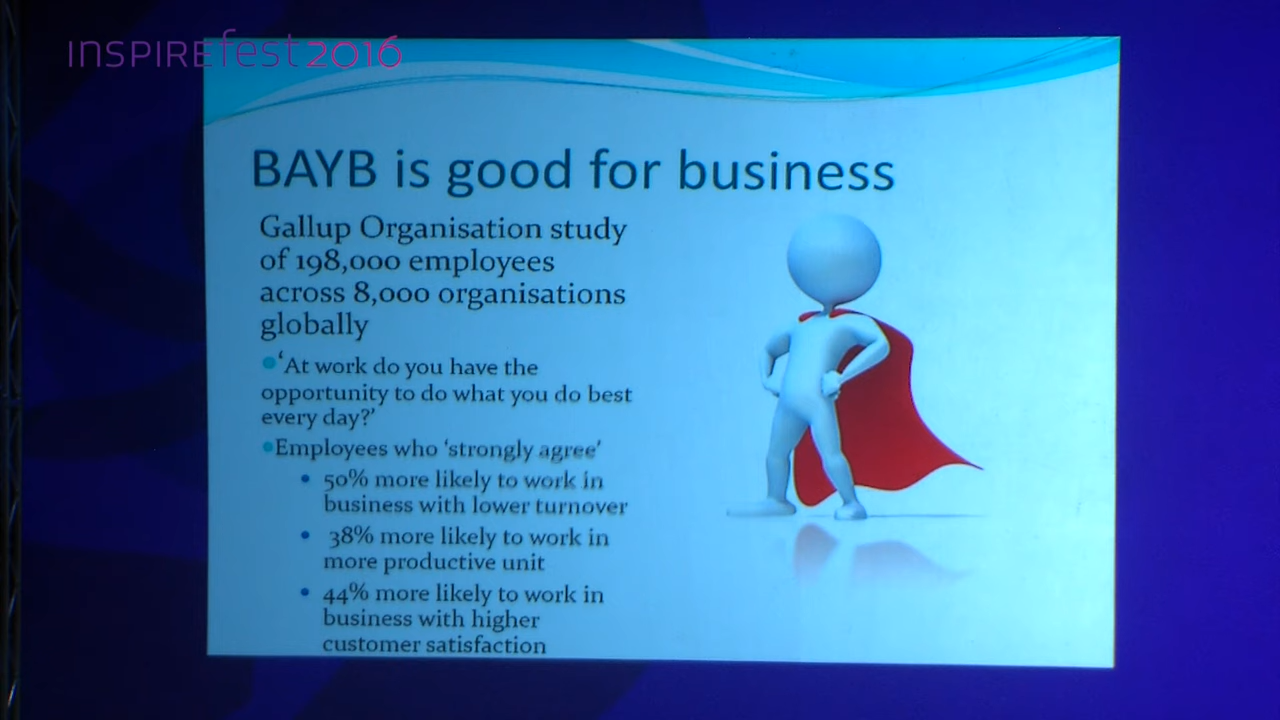 INSPIREfest2016
BAYB is good for business
Gallup Organisation study
of 198,000 employees
across 8,000 organisations
globally
‘At work do you have the
opportunity to do what you do best
every day?’
Employees who ‘strongly agree’
50% more likely to work in
business with lower turnover
38% more likely to work in
more productive unit
44% more likely to work in
business with higher
customer satisfaction